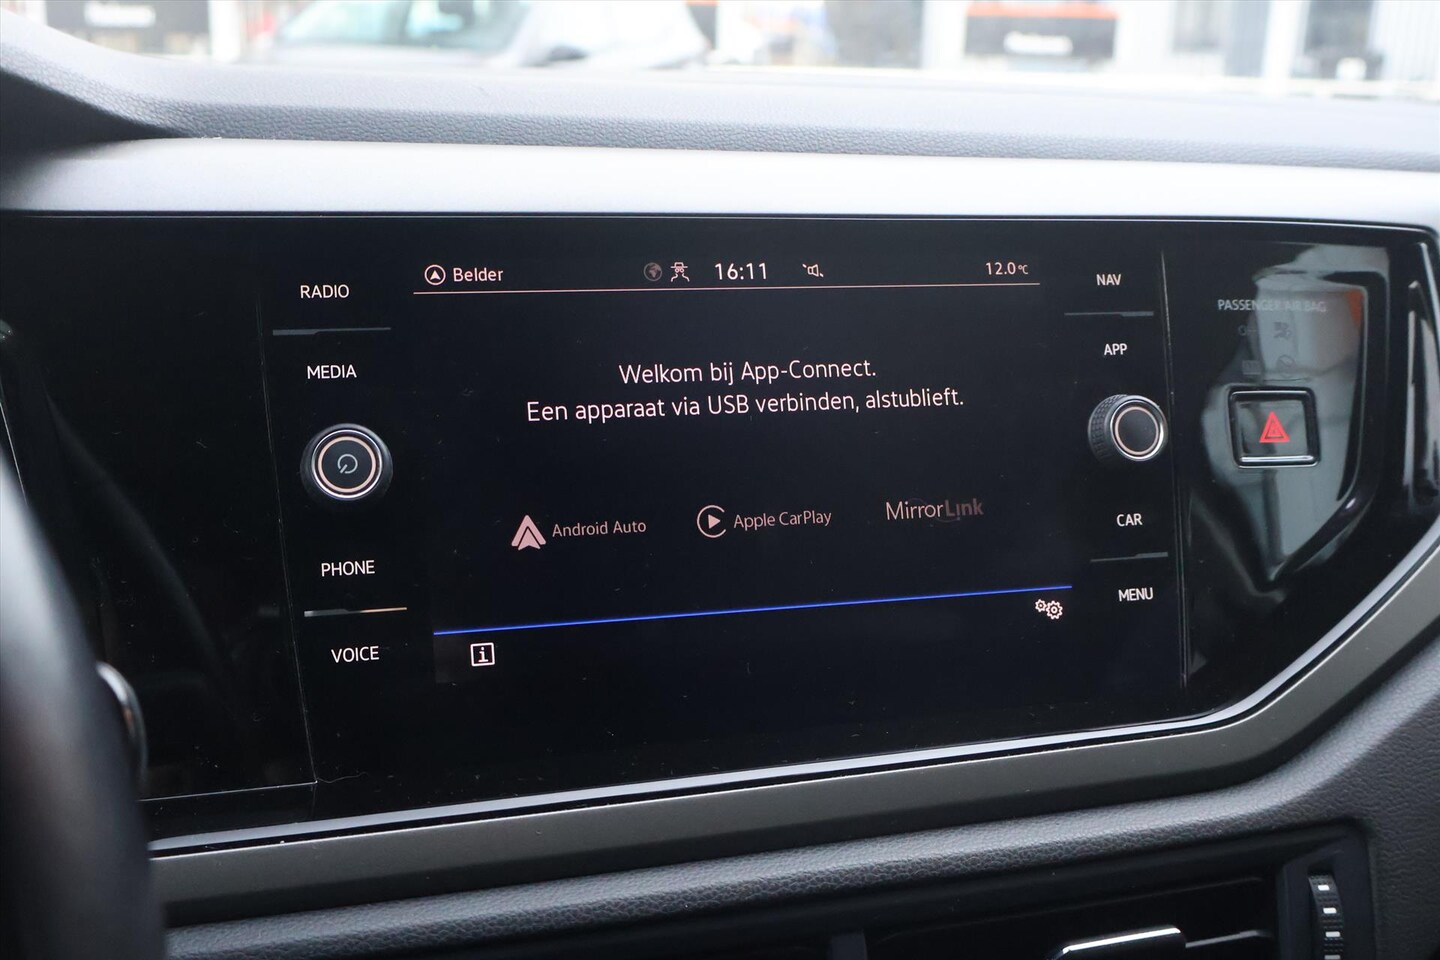 RADIO
MEDIA
PHONE
VOICE
Belder
16:11
12.0°C
Welkom bij App-Connect.
Een apparaat via USB verbinden, alstublieft.
Android Auto
Apple CarPlay
MirrorLink
i
NAV
APP
CAR
MENU
PASSENGER AIR BAG